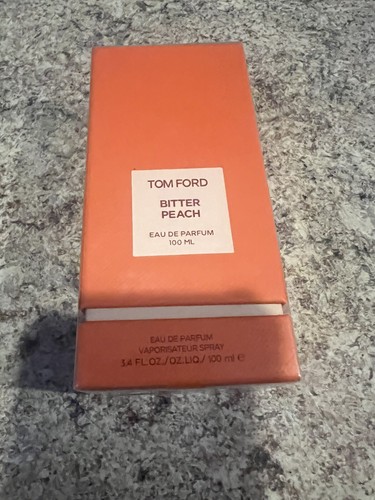 TOM FORD
BITTER
PEACH
EAU DE PARFUM
100 ML
EAU DE PARFUM
VAPORISATEUR SPRAY
3.4 FL.OZ./OZ.LIQ./ 100 ml ℮